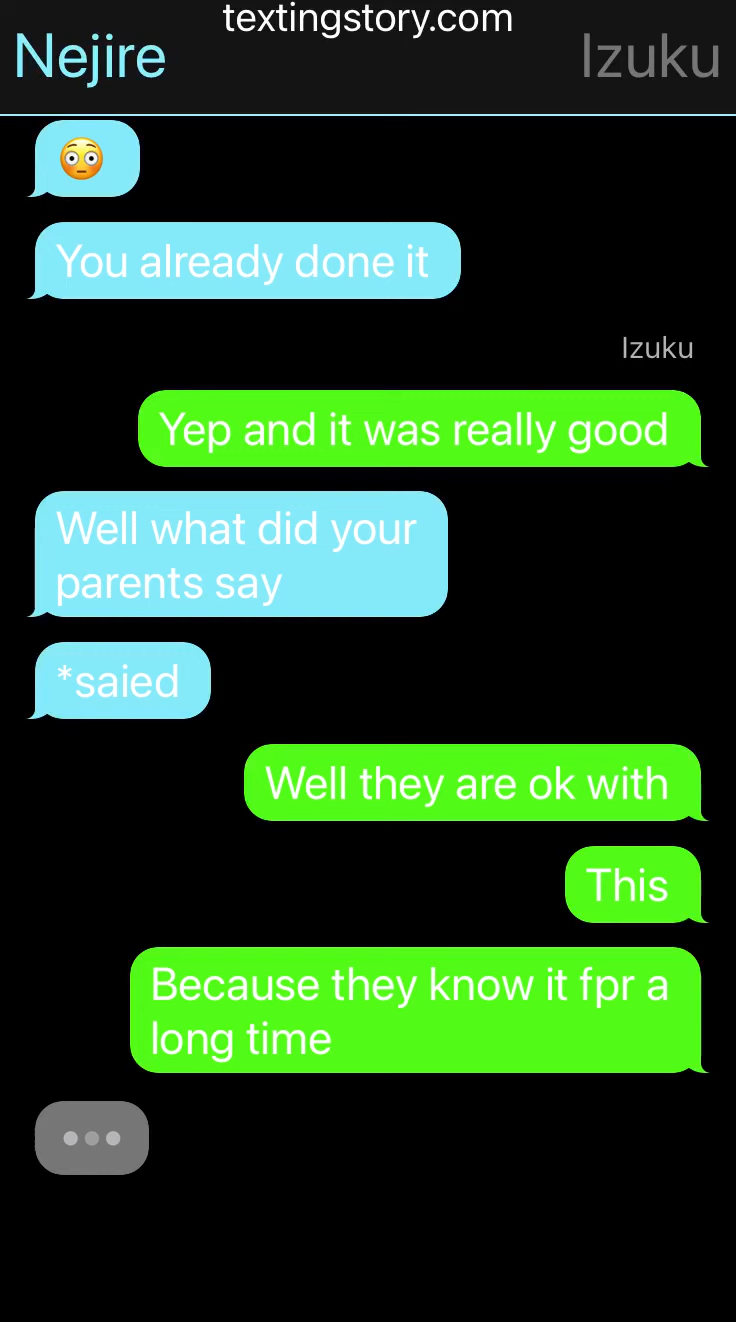 textingstory.com
Nejire
Izuku
😳
You already done it
Izuku
Yep and it was really good
Well what did your
parents say
*saied
Well they are ok with
This
Because they know it fpr a
long time